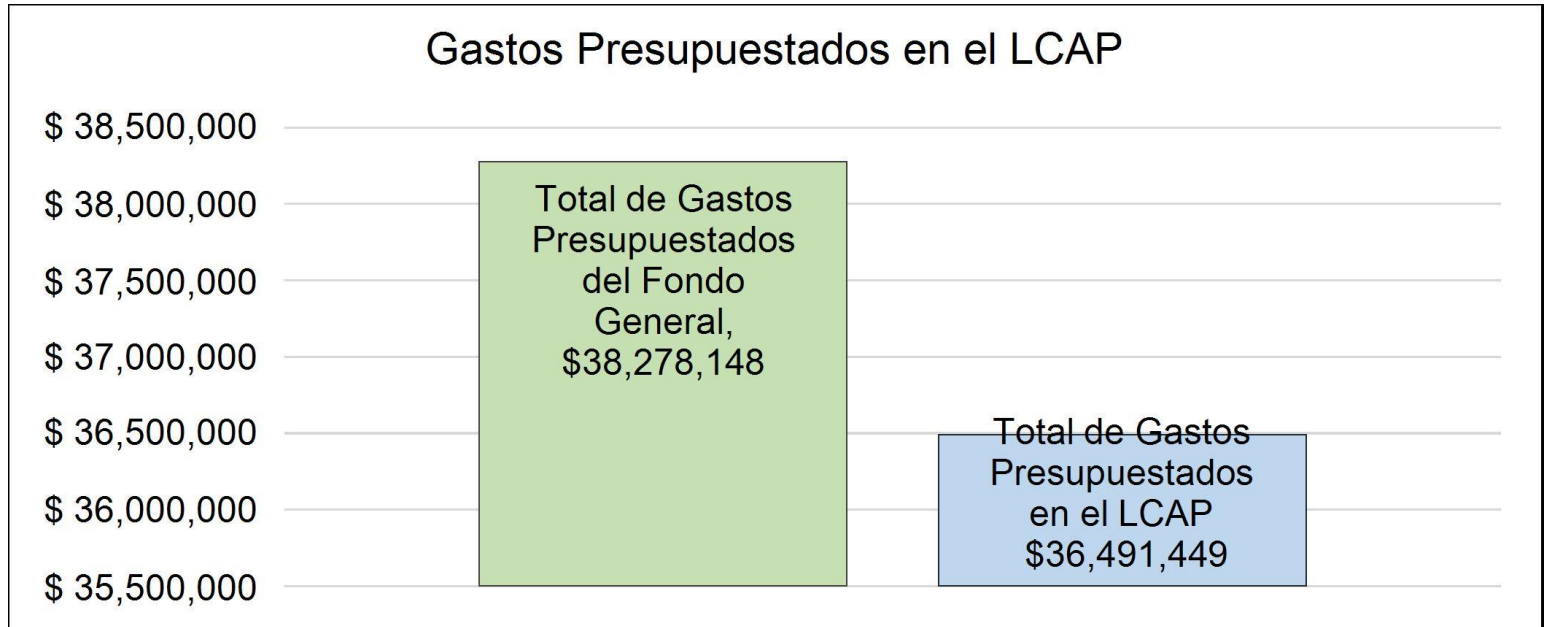 Gastos Presupuestados en el LCAP
$ 38,500,000
$ 38,000,000
$ 37,500,000
$ 37,000,000
$ 36,500,000
$ 36,000,000
$ 35,500,000
Total de Gastos
Presupuestados
del Fondo
General,
$38,278,148
Total de Gastos
Presupuestados
en el LCAP
$36,491,449